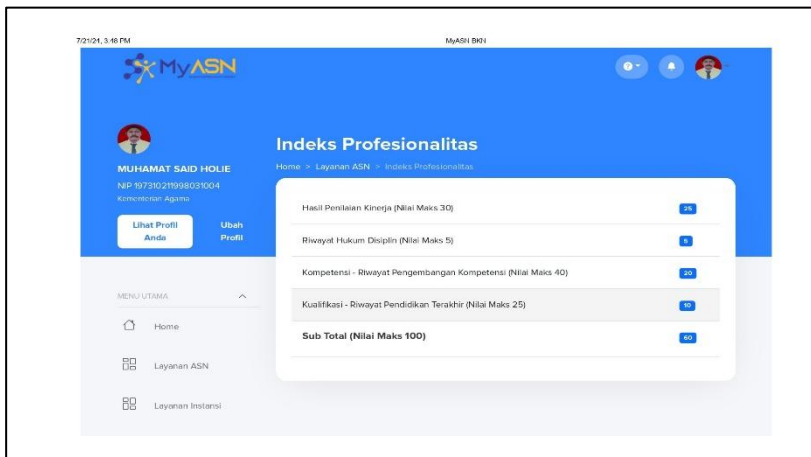 7/21/24, 3:48 PM
MyASN BKN
MyASN
MUHAMAT SAID HOLIE
NIP 197310211998031004
Kementerian Agama
Lihat Profil Anda
Ubah Profil
Indeks Profesionalitas
Home > Layanan ASN > Indeks Profesionalitas
Hasil Penilaian Kinerja (Nilai Maks 30) 25
Riwayat Hukum Disiplin (Nilai Maks 5) 5
Kompetensi - Riwayat Pengembangan Kompetensi (Nilai Maks 40) 20
Kualifikasi - Riwayat Pendidikan Terakhir (Nilai Maks 25) 10
Sub Total (Nilai Maks 100) 60
MENU UTAMA
Home
Layanan ASN
Layanan Instansi